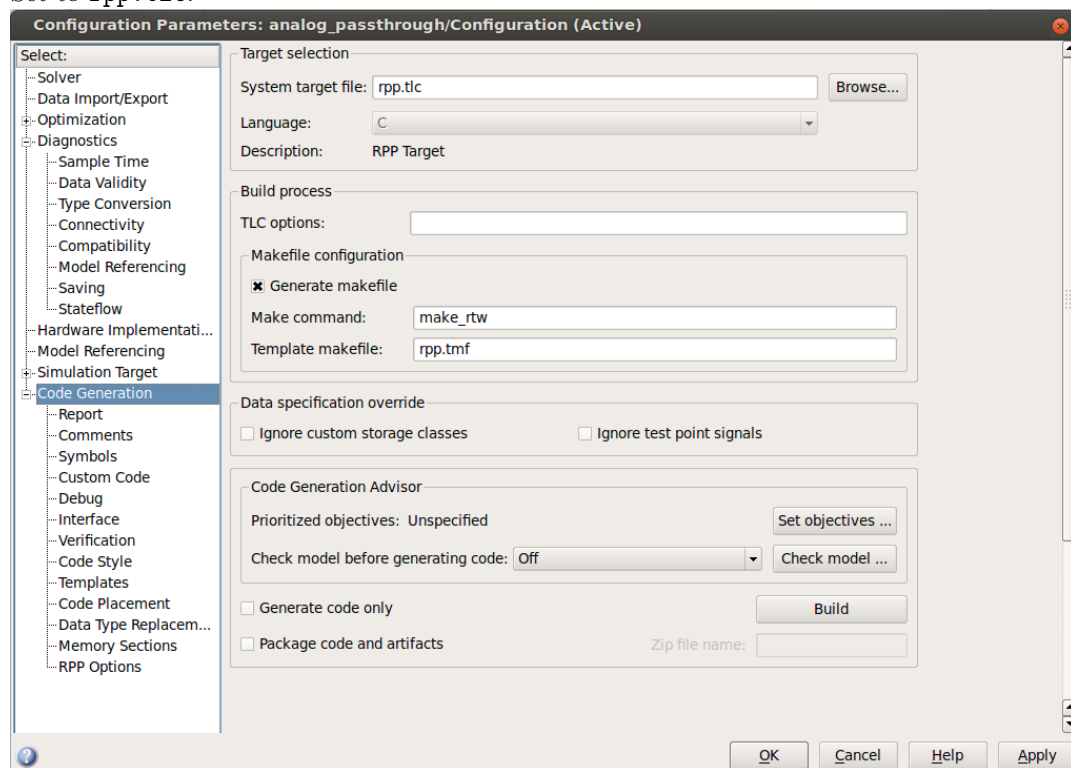 Set to rpp.tlc.
Configuration Parameters: analog_passthrough/Configuration (Active)
Select:
Solver
Data Import/Export
Optimization
Diagnostics
Sample Time
Data Validity
Type Conversion
Connectivity
Compatibility
Model Referencing
Saving
Stateflow
Hardware Implementati...
Model Referencing
Simulation Target
Code Generation
Report
Comments
Symbols
Custom Code
Debug
Interface
Verification
Code Style
Templates
Code Placement
Data Type Replacem...
Memory Sections
RPP Options
Target selection
System target file: rpp.tlc Browse...
Language: C
Description: RPP Target
Build process
TLC options:
Makefile configuration
Generate makefile
Make command: make_rtw
Template makefile: rpp.tmf
Data specification override
Ignore custom storage classes Ignore test point signals
Code Generation Advisor
Prioritized objectives: Unspecified Set objectives ...
Check model before generating code: Off Check model ...
Generate code only Build
Package code and artifacts Zip file name:
OK Cancel Help Apply